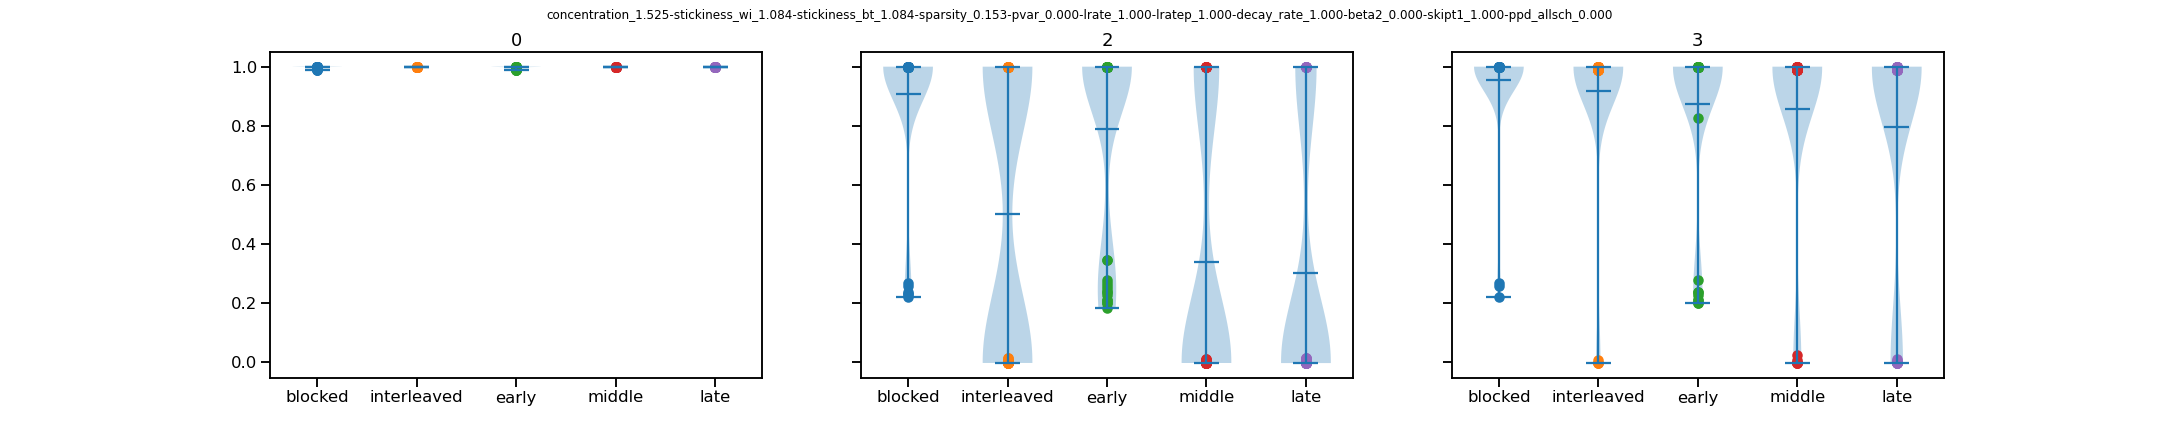 concentration_1.525-stickiness_wi_1.084-stickiness_bt_1.084-sparsity_0.153-pvar_0.000-lrate_1.000-lratep_1.000-decay_rate_1.000-beta2_0.000-skipt1_1.000-ppd_allsch_0.000
0 2 3
1.0
0.8
0.6
0.4
0.2
0.0
blocked interleaved early middle late blocked interleaved early middle late blocked interleaved early middle late